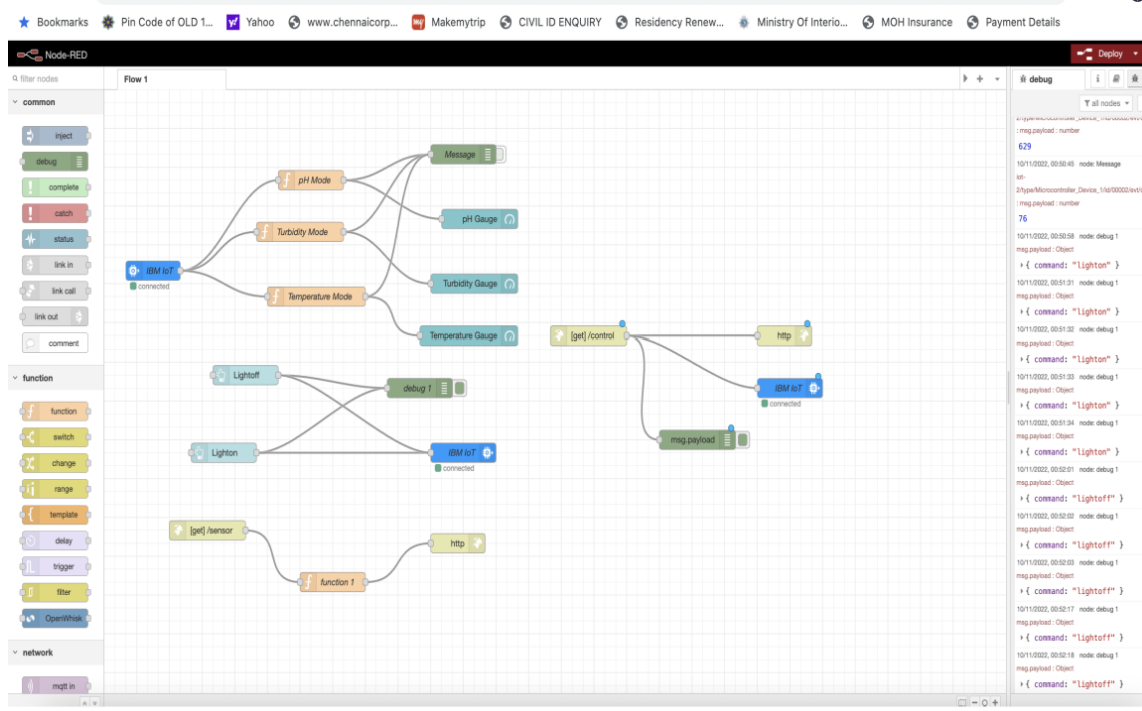 Bookmarks Pin Code of OLD 1... Yahoo www.chennaicorp... Makemytrip CIVIL ID ENQUIRY Residency Renew... Ministry Of Interio... MOH Insurance Payment Details
Node-RED Deploy
filter nodes
Flow 1
debug
i
all nodes
common
inject
debug
complete
catch
status
link in
link call
link out
comment
function
function
switch
change
range
template
delay
trigger
filter
OpenWhisk
network
mqtt in
IBM IoT
connected
pH Mode
Turbidity Mode
Temperature Mode
Message
pH Gauge
Turbidity Gauge
Temperature Gauge
Lightoff
Lighton
debug 1
IBM IoT
connected
[get] /sensor
function 1
http
[get] /control
http
IBM IoT
connected
msg.payload
2/type/Microcontroller_Device_1/id/00002/evt/
: msg.payload : number
629
10/11/2022, 00:50:45 node: Message
iot-
2/type/Microcontroller_Device_1/id/00002/evt/
: msg.payload : number
76
10/11/2022, 00:50:58 node: debug 1
msg.payload : Object
{ command: "lighton" }
10/11/2022, 00:51:31 node: debug 1
msg.payload : Object
{ command: "lighton" }
10/11/2022, 00:51:32 node: debug 1
msg.payload : Object
{ command: "lighton" }
10/11/2022, 00:51:33 node: debug 1
msg.payload : Object
{ command: "lighton" }
10/11/2022, 00:51:34 node: debug 1
msg.payload : Object
{ command: "lighton" }
10/11/2022, 00:52:01 node: debug 1
msg.payload : Object
{ command: "lightoff" }
10/11/2022, 00:52:02 node: debug 1
msg.payload : Object
{ command: "lightoff" }
10/11/2022, 00:52:03 node: debug 1
msg.payload : Object
{ command: "lightoff" }
10/11/2022, 00:52:17 node: debug 1
msg.payload : Object
{ command: "lightoff" }
10/11/2022, 00:52:18 node: debug 1
msg.payload : Object
{ command: "lightoff" }